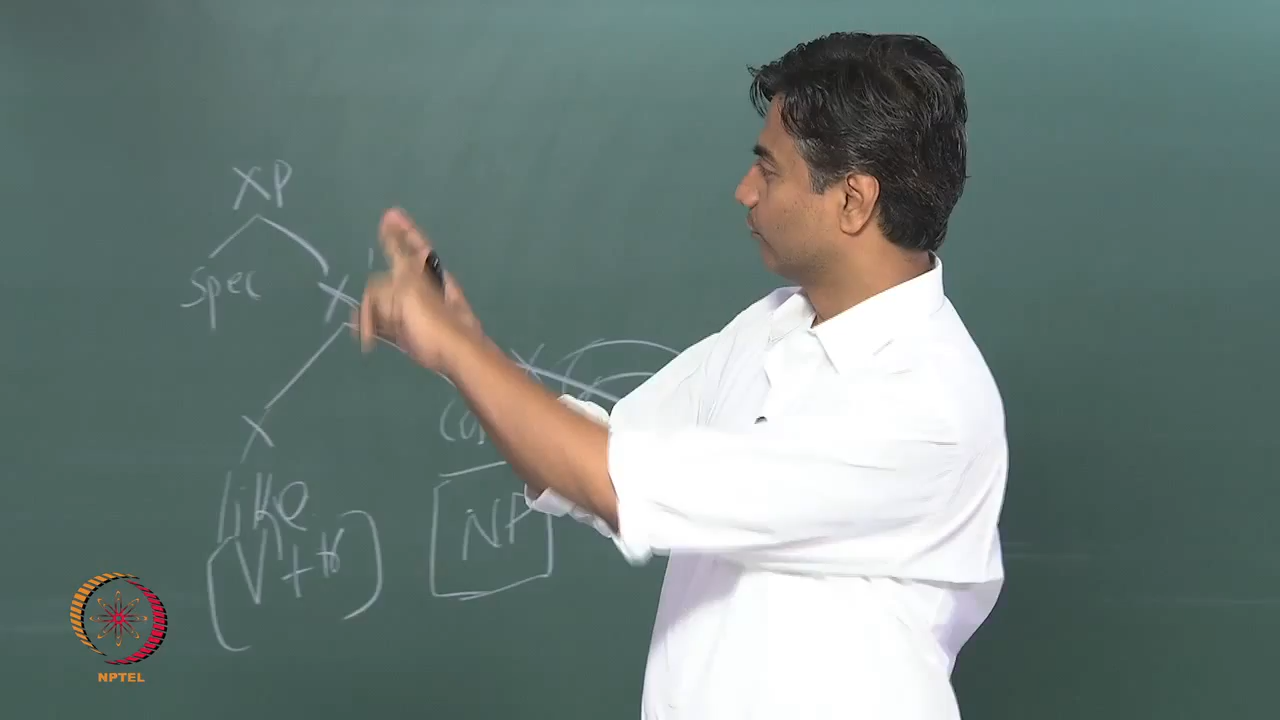 XP
Spec X'
X
like NP
[V +tr]
NPTEL